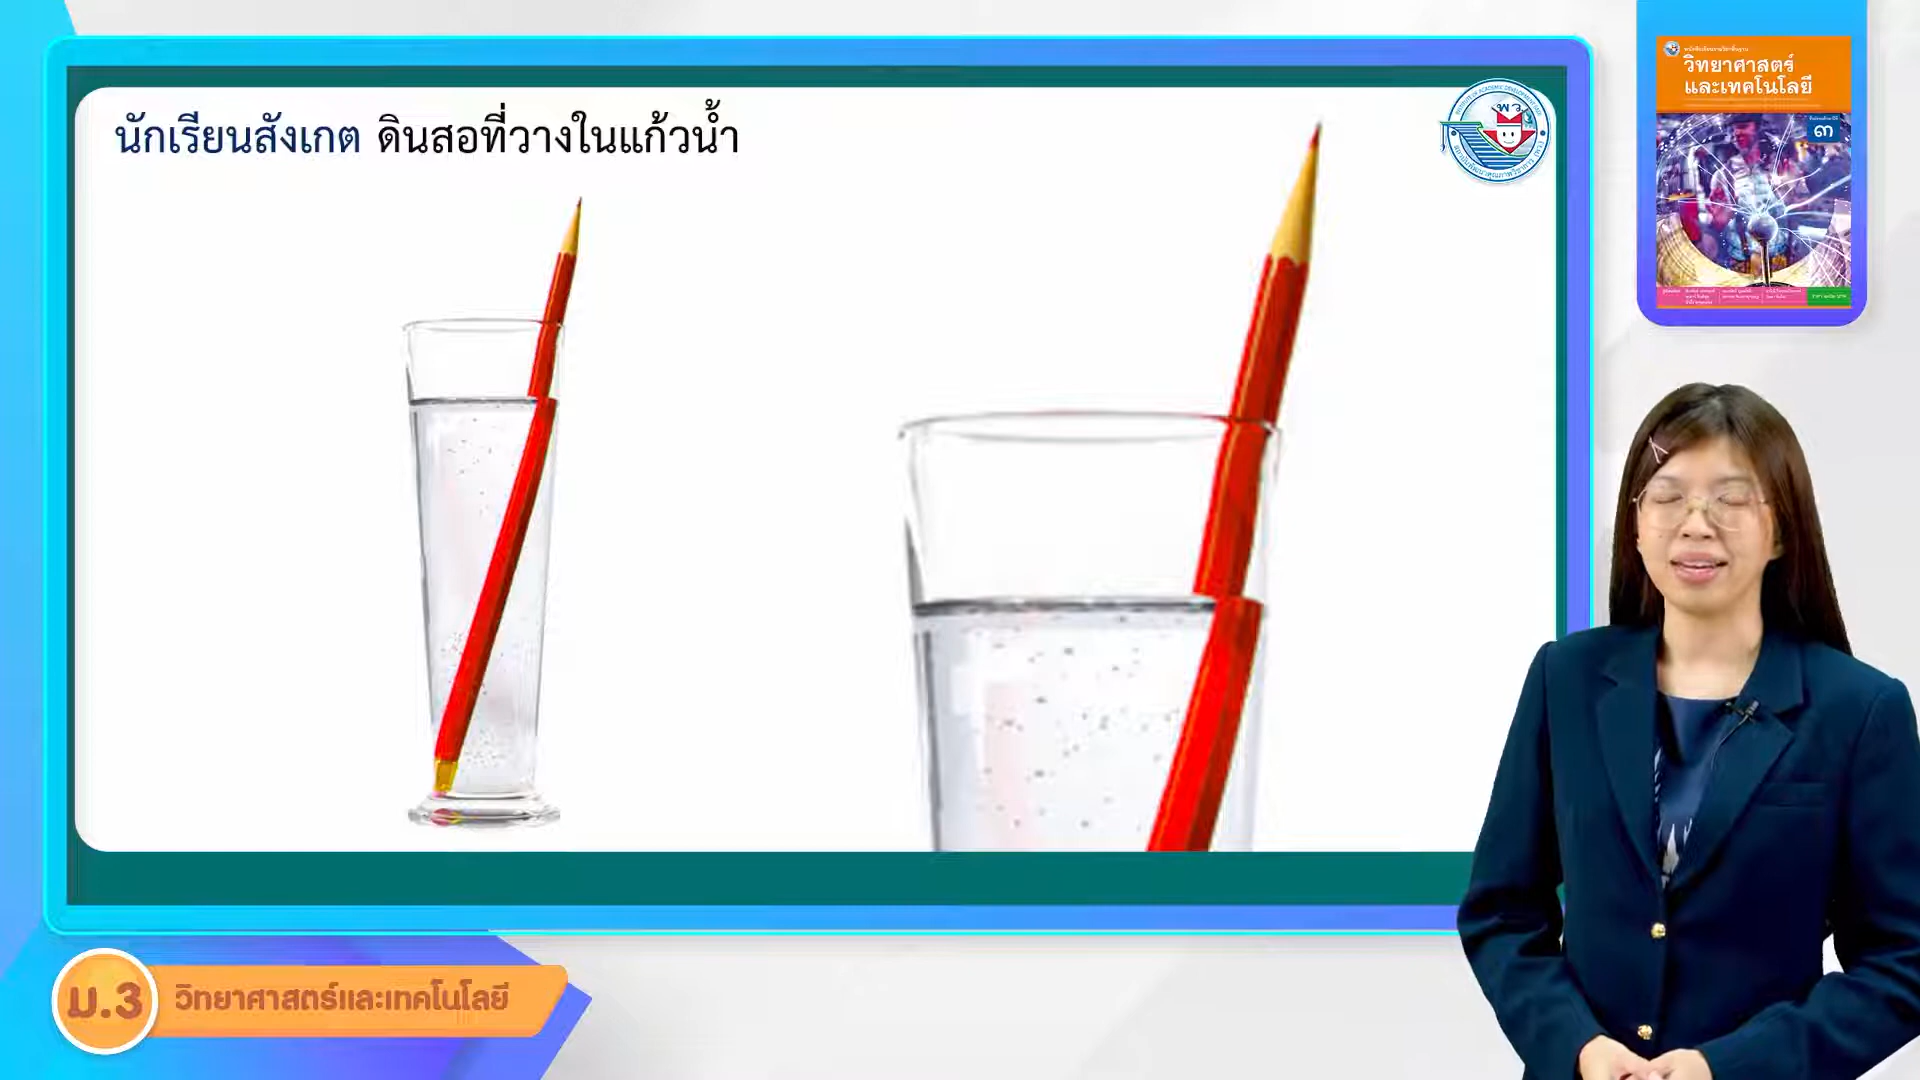 นักเรียนสังเกต ดินสอที่วางในแก้วน้ำ
พว
วิทยาศาสตร์
และเทคโนโลยี
๓
ม.3 วิทยาศาสตร์และเทคโนโลยี